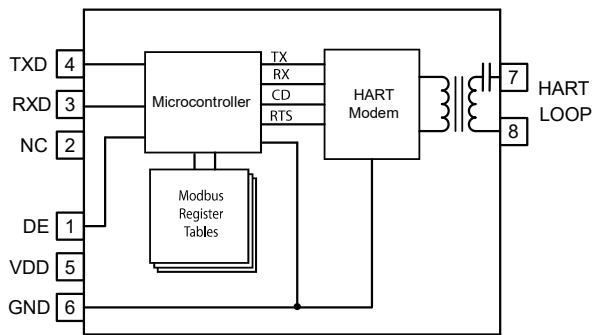 TXD 4
RXD 3
NC 2
DE 1
VDD 5
GND 6
Microcontroller
TX
RX
CD
RTS
HART
Modem
Modbus
Register
Tables
7
8
HART
LOOP